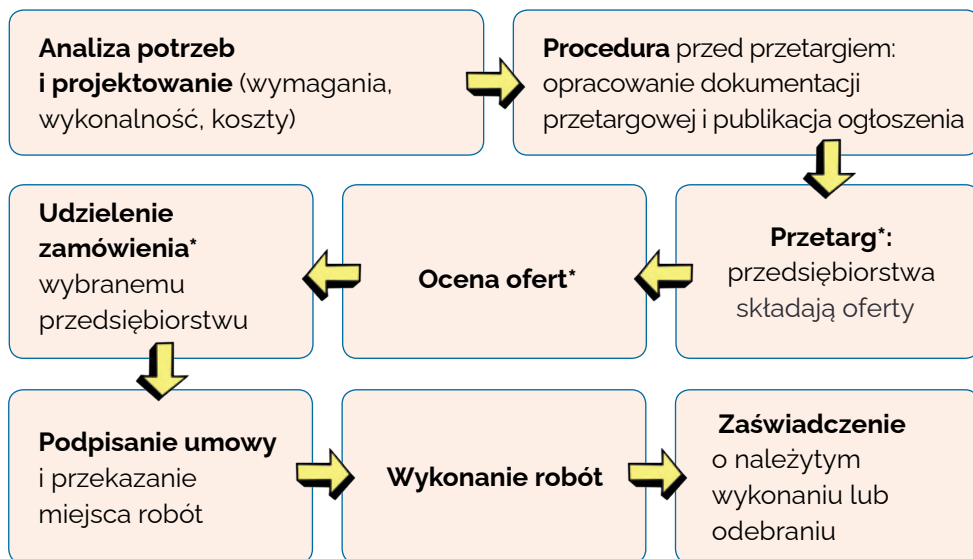 Analiza potrzeb
i projektowanie (wymagania,
wykonalność, koszty)
Procedura przed przetargiem:
opracowanie dokumentacji
przetargowej i publikacja ogłoszenia
Przetarg*:
przedsiębiorstwa
składają oferty
Ocena ofert*
Udzielenie
zamówienia*
wybranemu
przedsiębiorstwu
Podpisanie umowy
i przekazanie
miejsca robót
Wykonanie robót
Zaświadczenie
o należytym
wykonaniu lub
odebraniu